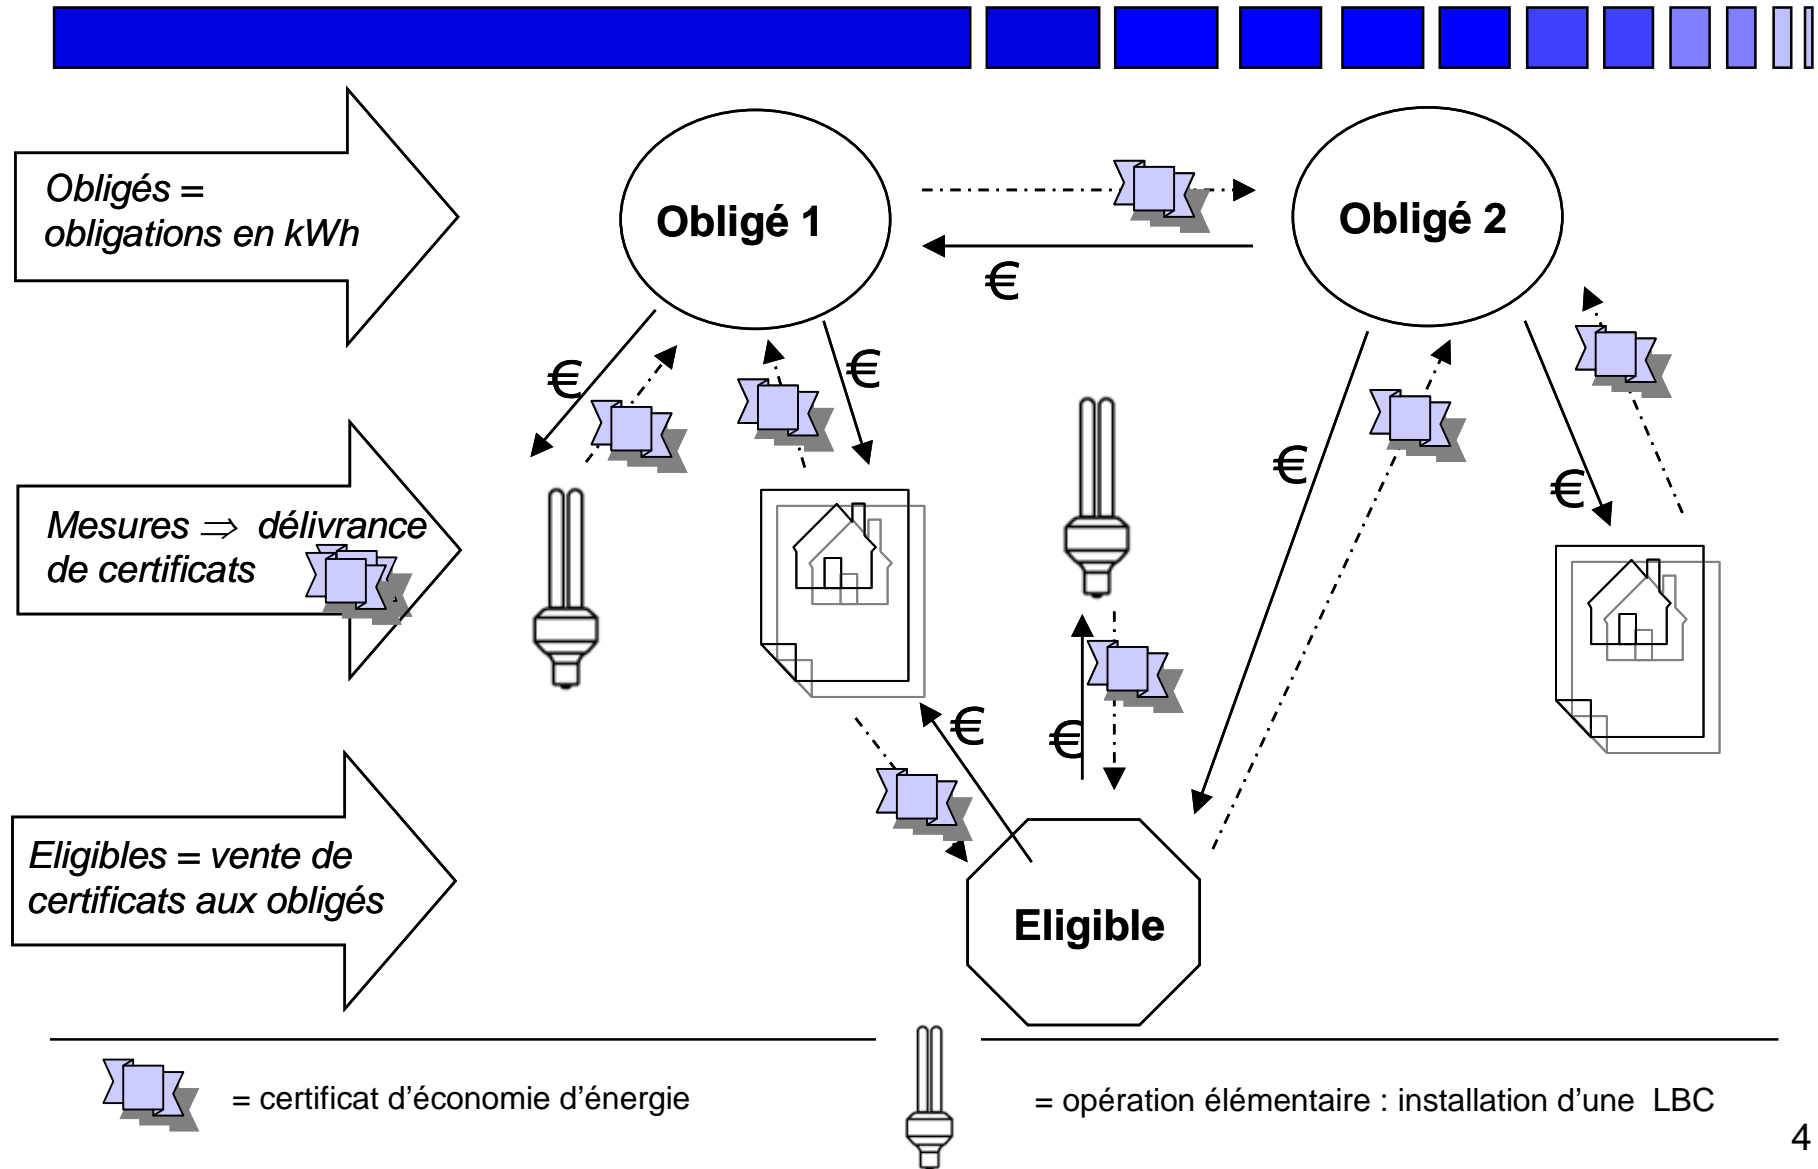 Obligés =
obligations en kWh
Obligé 1
Obligé 2
€
€
€
€
€
Mesures ⇒ délivrance
de certificats
€
€
Eligibles = vente de
certificats aux obligés
Eligible
= certificat d'économie d'énergie
= opération élémentaire : installation d'une LBC
4